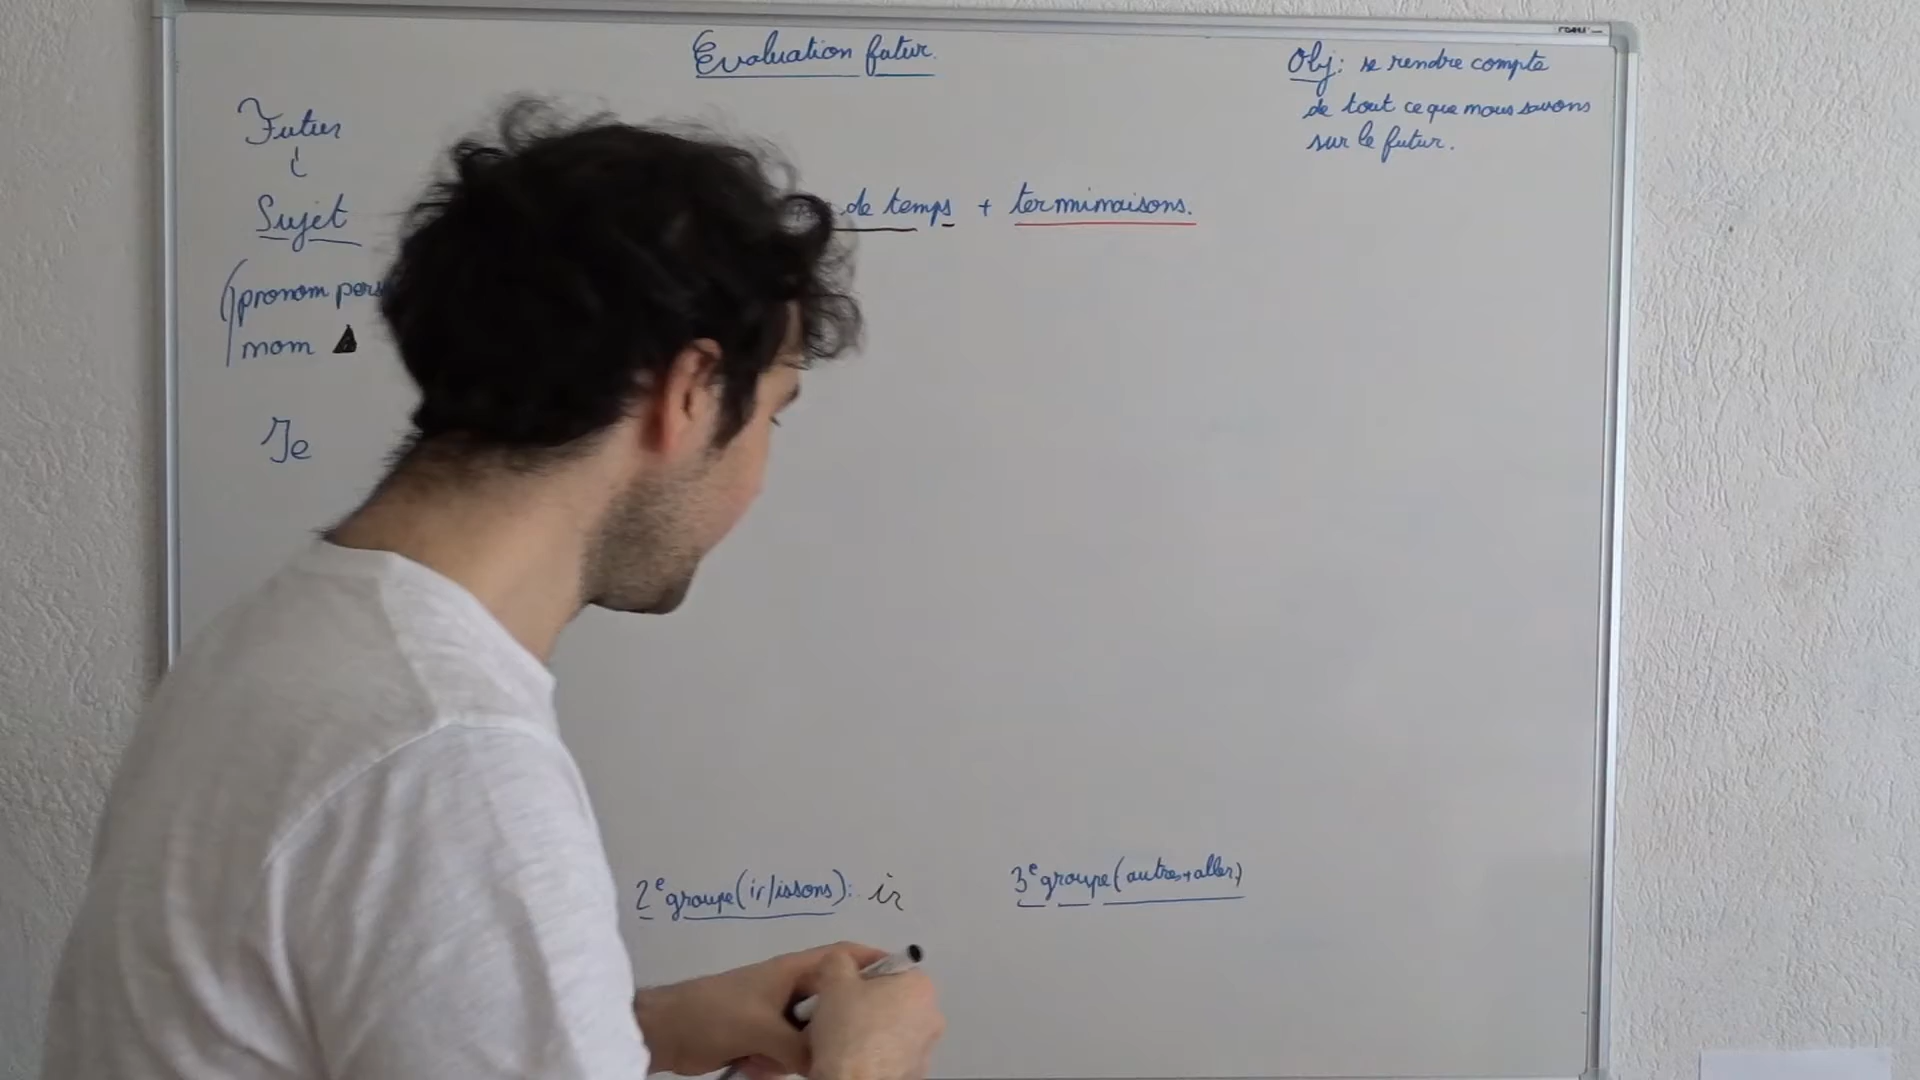 Evaluation futur.
Obj: se rendre compte
de tout ce que nous savons
sur le futur.
Futur
Sujet
de temps + terminaisons.
(pronom pers
nom
Je
2e groupe (ir/issons): ir
3e groupe (autres+aller)